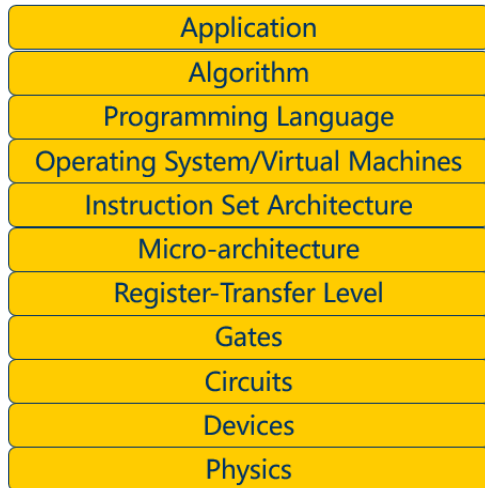 Application
Algorithm
Programming Language
Operating System/Virtual Machines
Instruction Set Architecture
Micro-architecture
Register-Transfer Level
Gates
Circuits
Devices
Physics